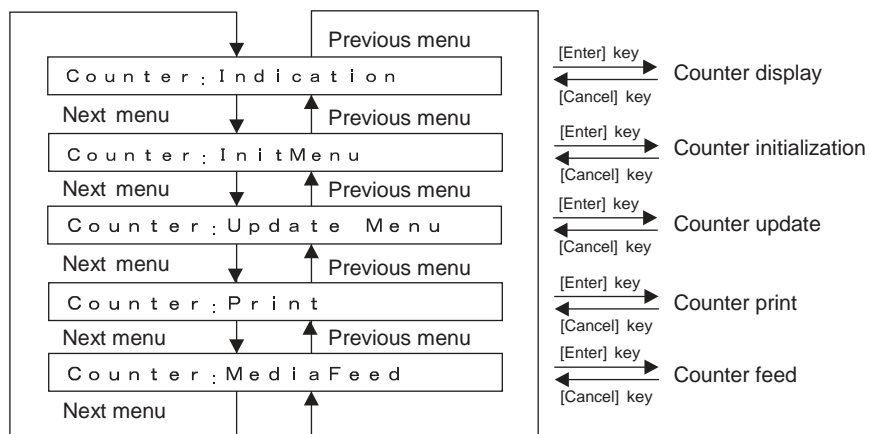 Previous menu
[Enter] key
Counter:Indication
Counter display
[Cancel] key
Next menu
Previous menu
[Enter] key
Counter:InitMenu
Counter initialization
[Cancel] key
Next menu
Previous menu
[Enter] key
Counter:Update Menu
Counter update
[Cancel] key
Next menu
Previous menu
[Enter] key
Counter:Print
Counter print
[Cancel] key
Next menu
Previous menu
[Enter] key
Counter:MediaFeed
Counter feed
[Cancel] key
Next menu